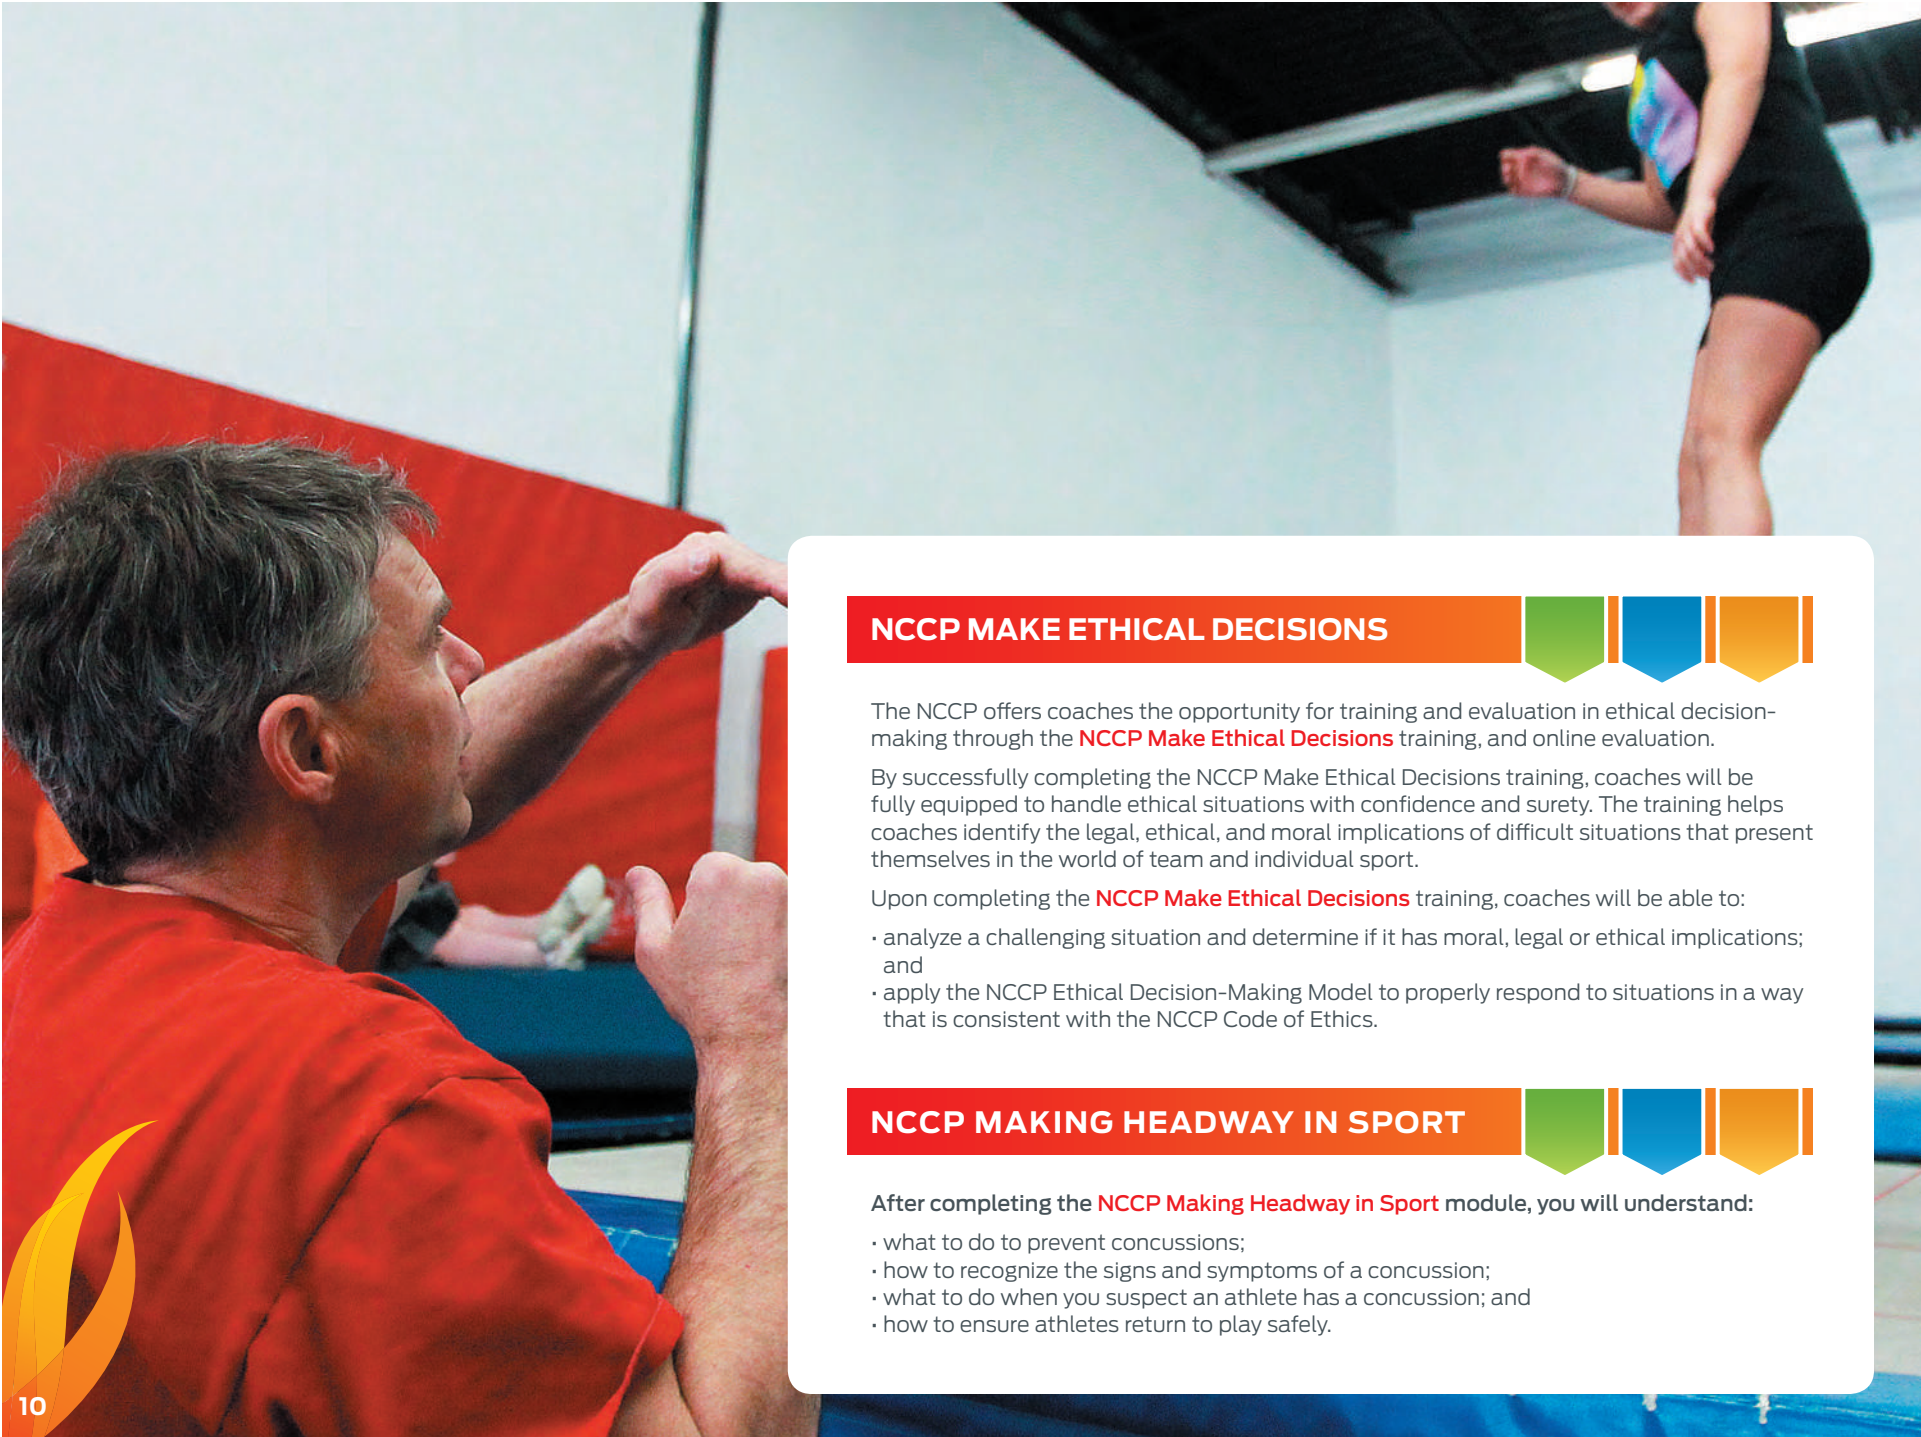 NCCP MAKE ETHICAL DECISIONS
The NCCP offers coaches the opportunity for training and evaluation in ethical decision-
making through the NCCP Make Ethical Decisions training, and online evaluation.
By successfully completing the NCCP Make Ethical Decisions training, coaches will be
fully equipped to handle ethical situations with confidence and surety. The training helps
coaches identify the legal, ethical, and moral implications of difficult situations that present
themselves in the world of team and individual sport.
Upon completing the NCCP Make Ethical Decisions training, coaches will be able to:
· analyze a challenging situation and determine if it has moral, legal or ethical implications;
and
· apply the NCCP Ethical Decision-Making Model to properly respond to situations in a way
that is consistent with the NCCP Code of Ethics.
NCCP MAKING HEADWAY IN SPORT
After completing the NCCP Making Headway in Sport module, you will understand:
· what to do to prevent concussions;
· how to recognize the signs and symptoms of a concussion;
· what to do when you suspect an athlete has a concussion; and
· how to ensure athletes return to play safely.
10